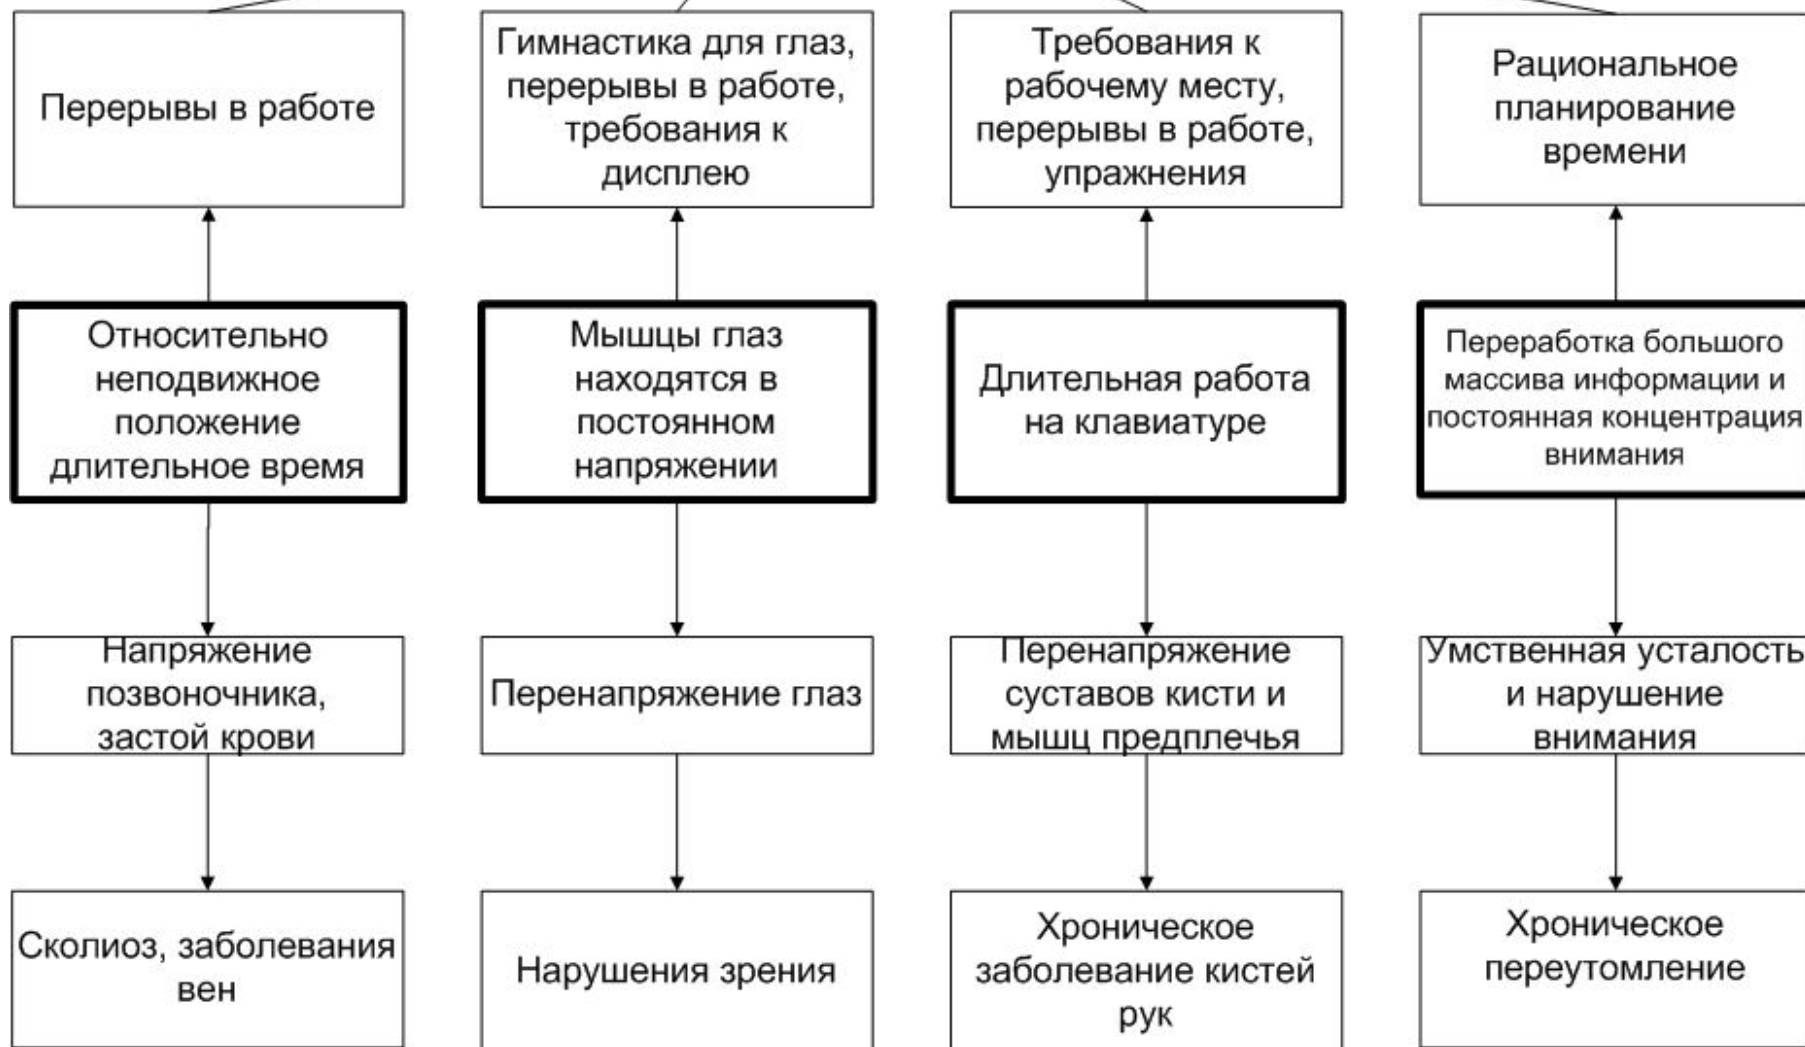 Перерывы в работе
Гимнастика для глаз,
перерывы в работе,
требования к
дисплею
Требования к
рабочему месту,
перерывы в работе,
упражнения
Рациональное
планирование
времени
Относительно
неподвижное
положение
длительное время
Мышцы глаз
находятся в
постоянном
напряжении
Длительная работа
на клавиатуре
Переработка большого
массива информации и
постоянная концентрация
внимания
Напряжение
позвоночника,
застой крови
Перенапряжение глаз
Перенапряжение
суставов кисти и
мышц предплечья
Умственная усталость
и нарушение
внимания
Сколиоз, заболевания
вен
Нарушения зрения
Хроническое
заболевание кистей
рук
Хроническое
переутомление